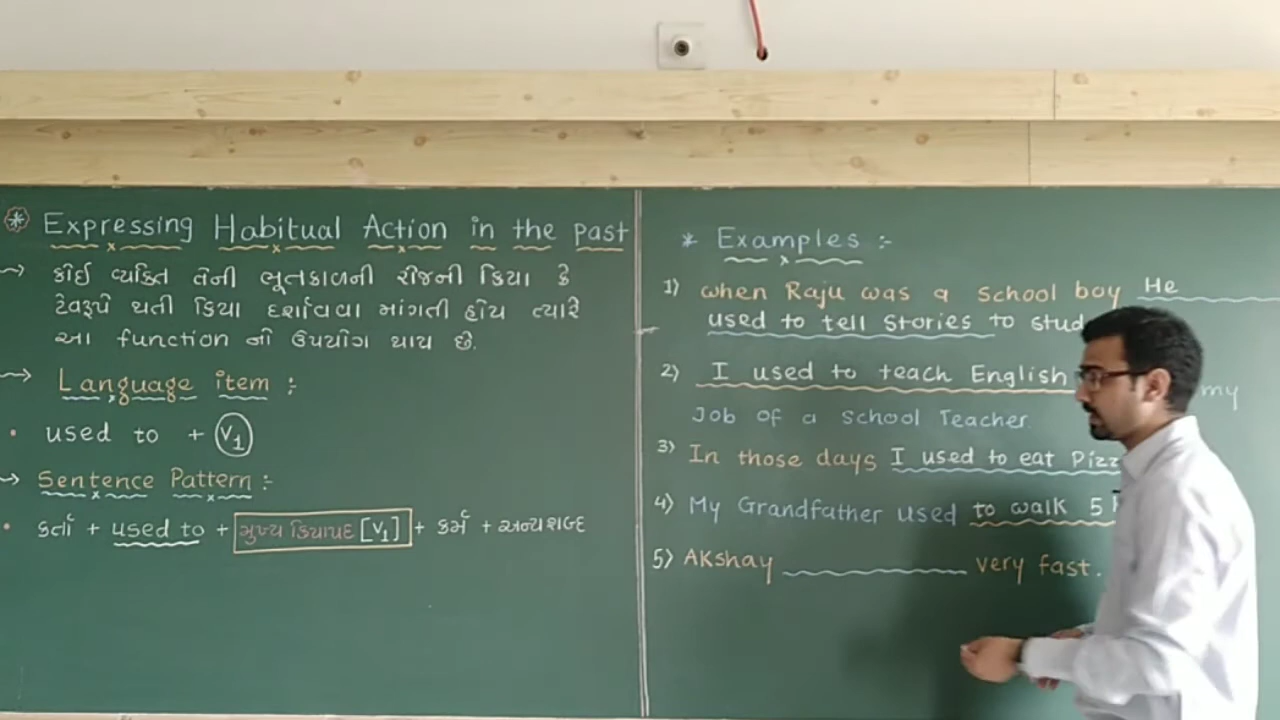 Expressing Habitual Action in the past
કોઈ વ્યક્તિ તેની ભૂતકાળની રોજની ક્રિયા કે
ટેવરૂપે થતી ક્રિયા દર્શાવવા માંગતી હોય ત્યારે
આ function નો ઉપયોગ થાય છે.
→ Language item :
• used to + V1
→ Sentence Pattern :-
• કર્તા + used to + મુખ્ય ક્રિયાપદ [V1] + કર્મ + અન્ય શબ્દ
* Examples :-
1) when Raju was a school boy He
used to tell stories to
2) I used to teach English my
Job of a school Teacher.
3) In those days I used to eat
4) My Grandfather used to walk 5
5) Akshay ________ very fast.